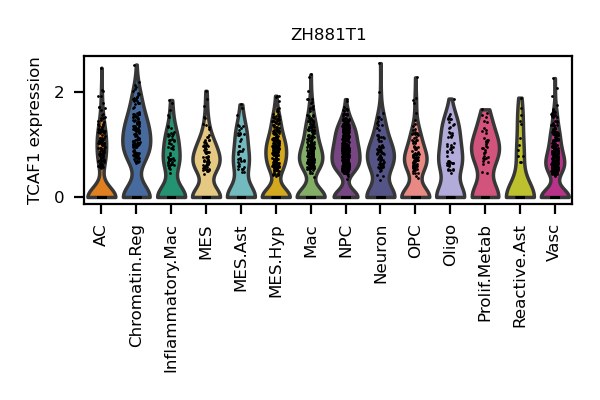 ZH881T1
TCAF1 expression
2
0
AC
Chromatin.Reg
Inflammatory.Mac
MES
MES.Ast
MES.Hyp
Mac
NPC
Neuron
OPC
Oligo
Prolif.Metab
Reactive.Ast
Vasc